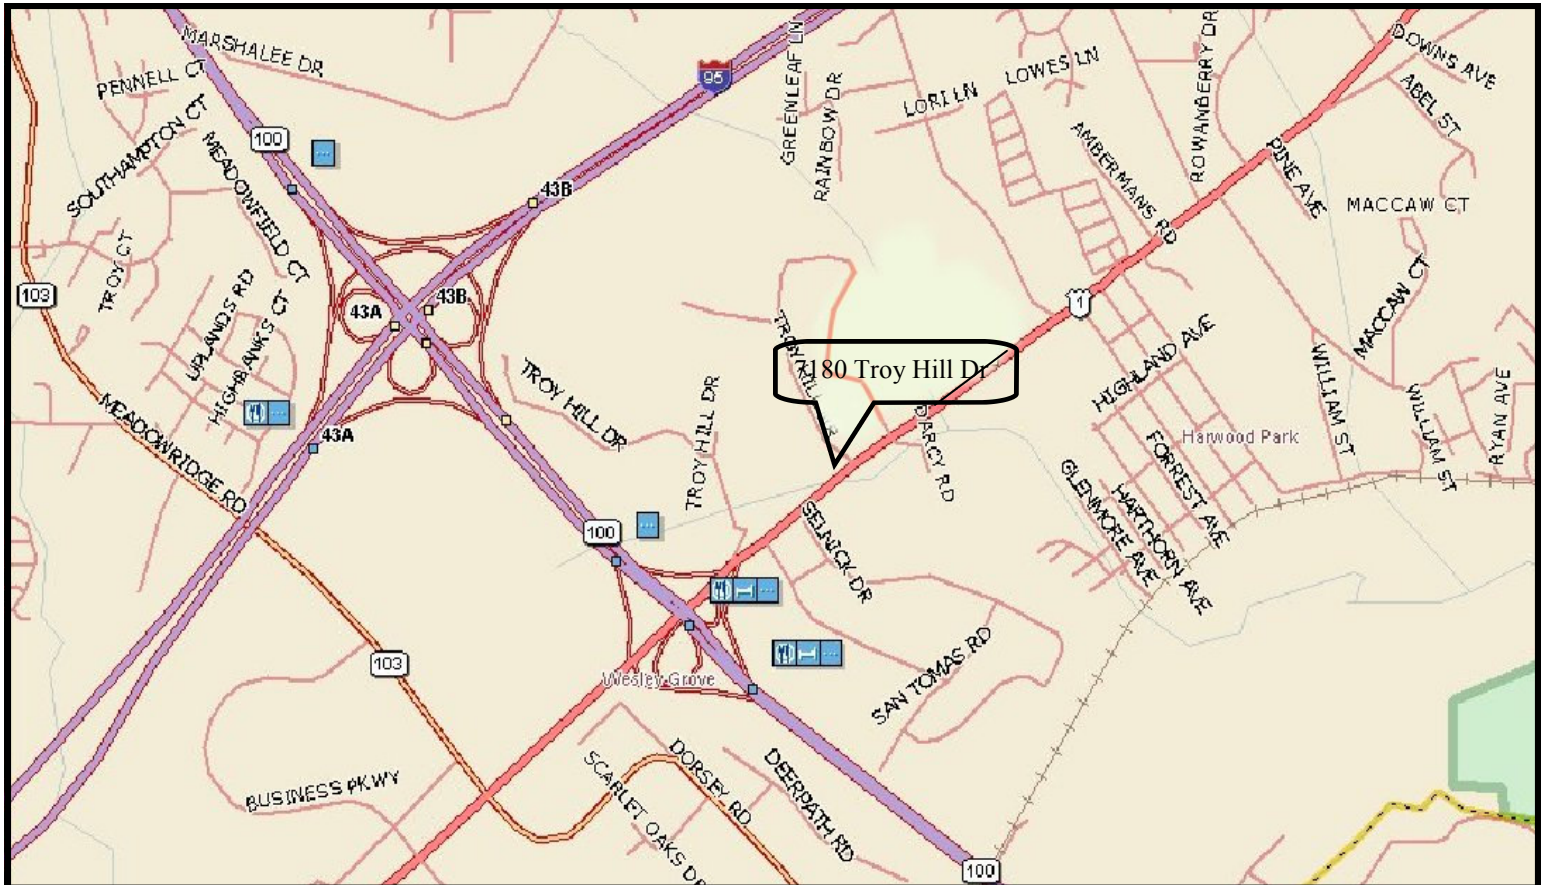 MARSHALEE DR
PENNELL CT
SOUTHAMPTON CT
MEADOWFIELD CT
100
95
GREENLEAF LN
RAINBOW DR
LORI LN
LOWES LN
ROWANBERRY DR
DOWNS AVE
ABEL ST
AMBERMANS RD
PINE AVE
MACCAW CT
MACCAW CT
43B
43B
43A
43A
103
TROY CT
UPLANDS RD
HIGHBANKS CT
1
TROY HILL DR
7180 Troy Hill Dr
TROY HILL DR
TROY HILL DR
DARCY RD
HIGHLAND AVE
WILLIAM ST
WILLIAM ST
RYAN AVE
Harwood Park
FORREST AVE
GLENMORE AVE
HARTHORN AVE
MEADOWRIDGE RD
100
SELNICK DR
103
Wesley Grove
SAN TOMAS RD
BUSINESS PKWY
SCARLET OAKS DR
DORSEY RD
DEERPATH RD
100